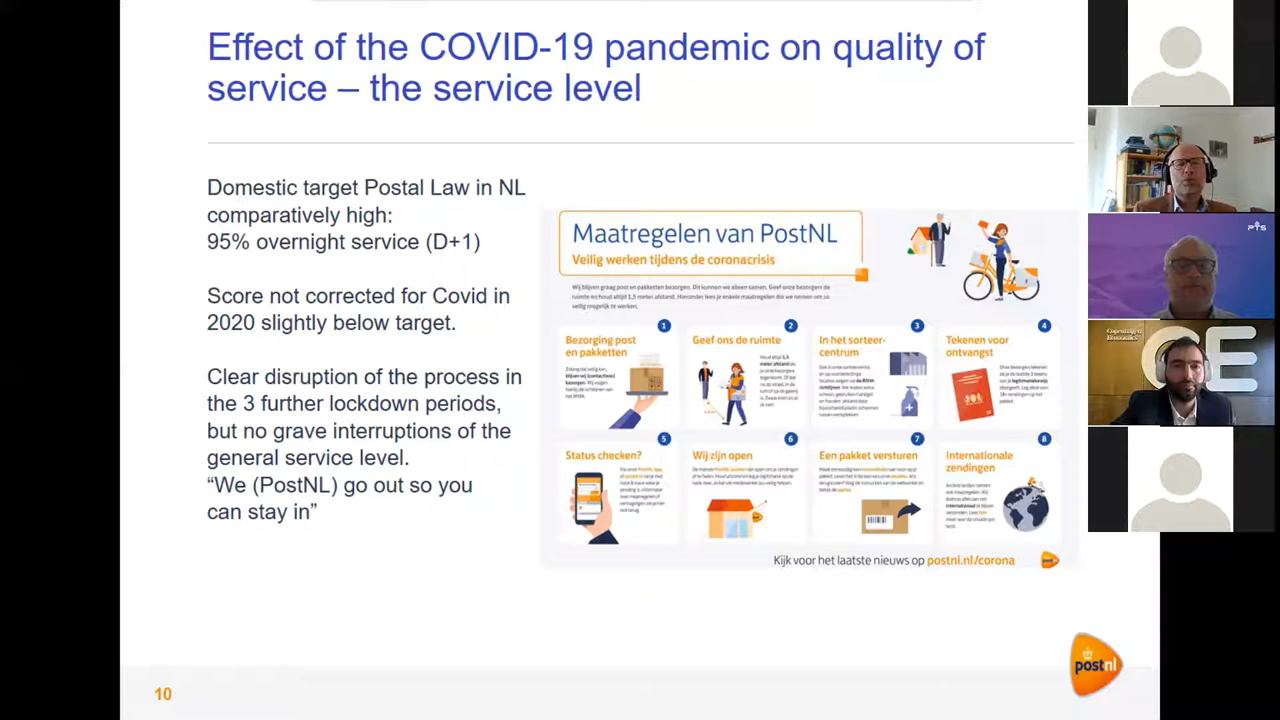 Effect of the COVID-19 pandemic on quality of
service – the service level
Domestic target Postal Law in NL
comparatively high:
95% overnight service (D+1)
Score not corrected for Covid in
2020 slightly below target.
Clear disruption of the process in
the 3 further lockdown periods,
but no grave interruptions of the
general service level.
“We (PostNL) go out so you
can stay in”
Maatregelen van PostNL
Veilig werken tijdens de coronacrisis
Wij blijven graag post en pakketten bezorgen. Dit kunnen we alleen samen. Geef onze bezorgers de
ruimte en houd altijd 1,5 meter afstand. Hieronder lees je enkele maatregelen die we nemen om zo
veilig mogelijk te werken.
1
Bezorging post
en pakketten
2
Geef ons de ruimte
3
In het sorteer-
centrum
4
Tekenen voor
ontvangst
5
Status checken?
6
Wij zijn open
7
Een pakket versturen
8
Internationale
zendingen
Kijk voor het laatste nieuws op postnl.nl/corona
postnl
10
PTS
Copenhagen
Economics
CE